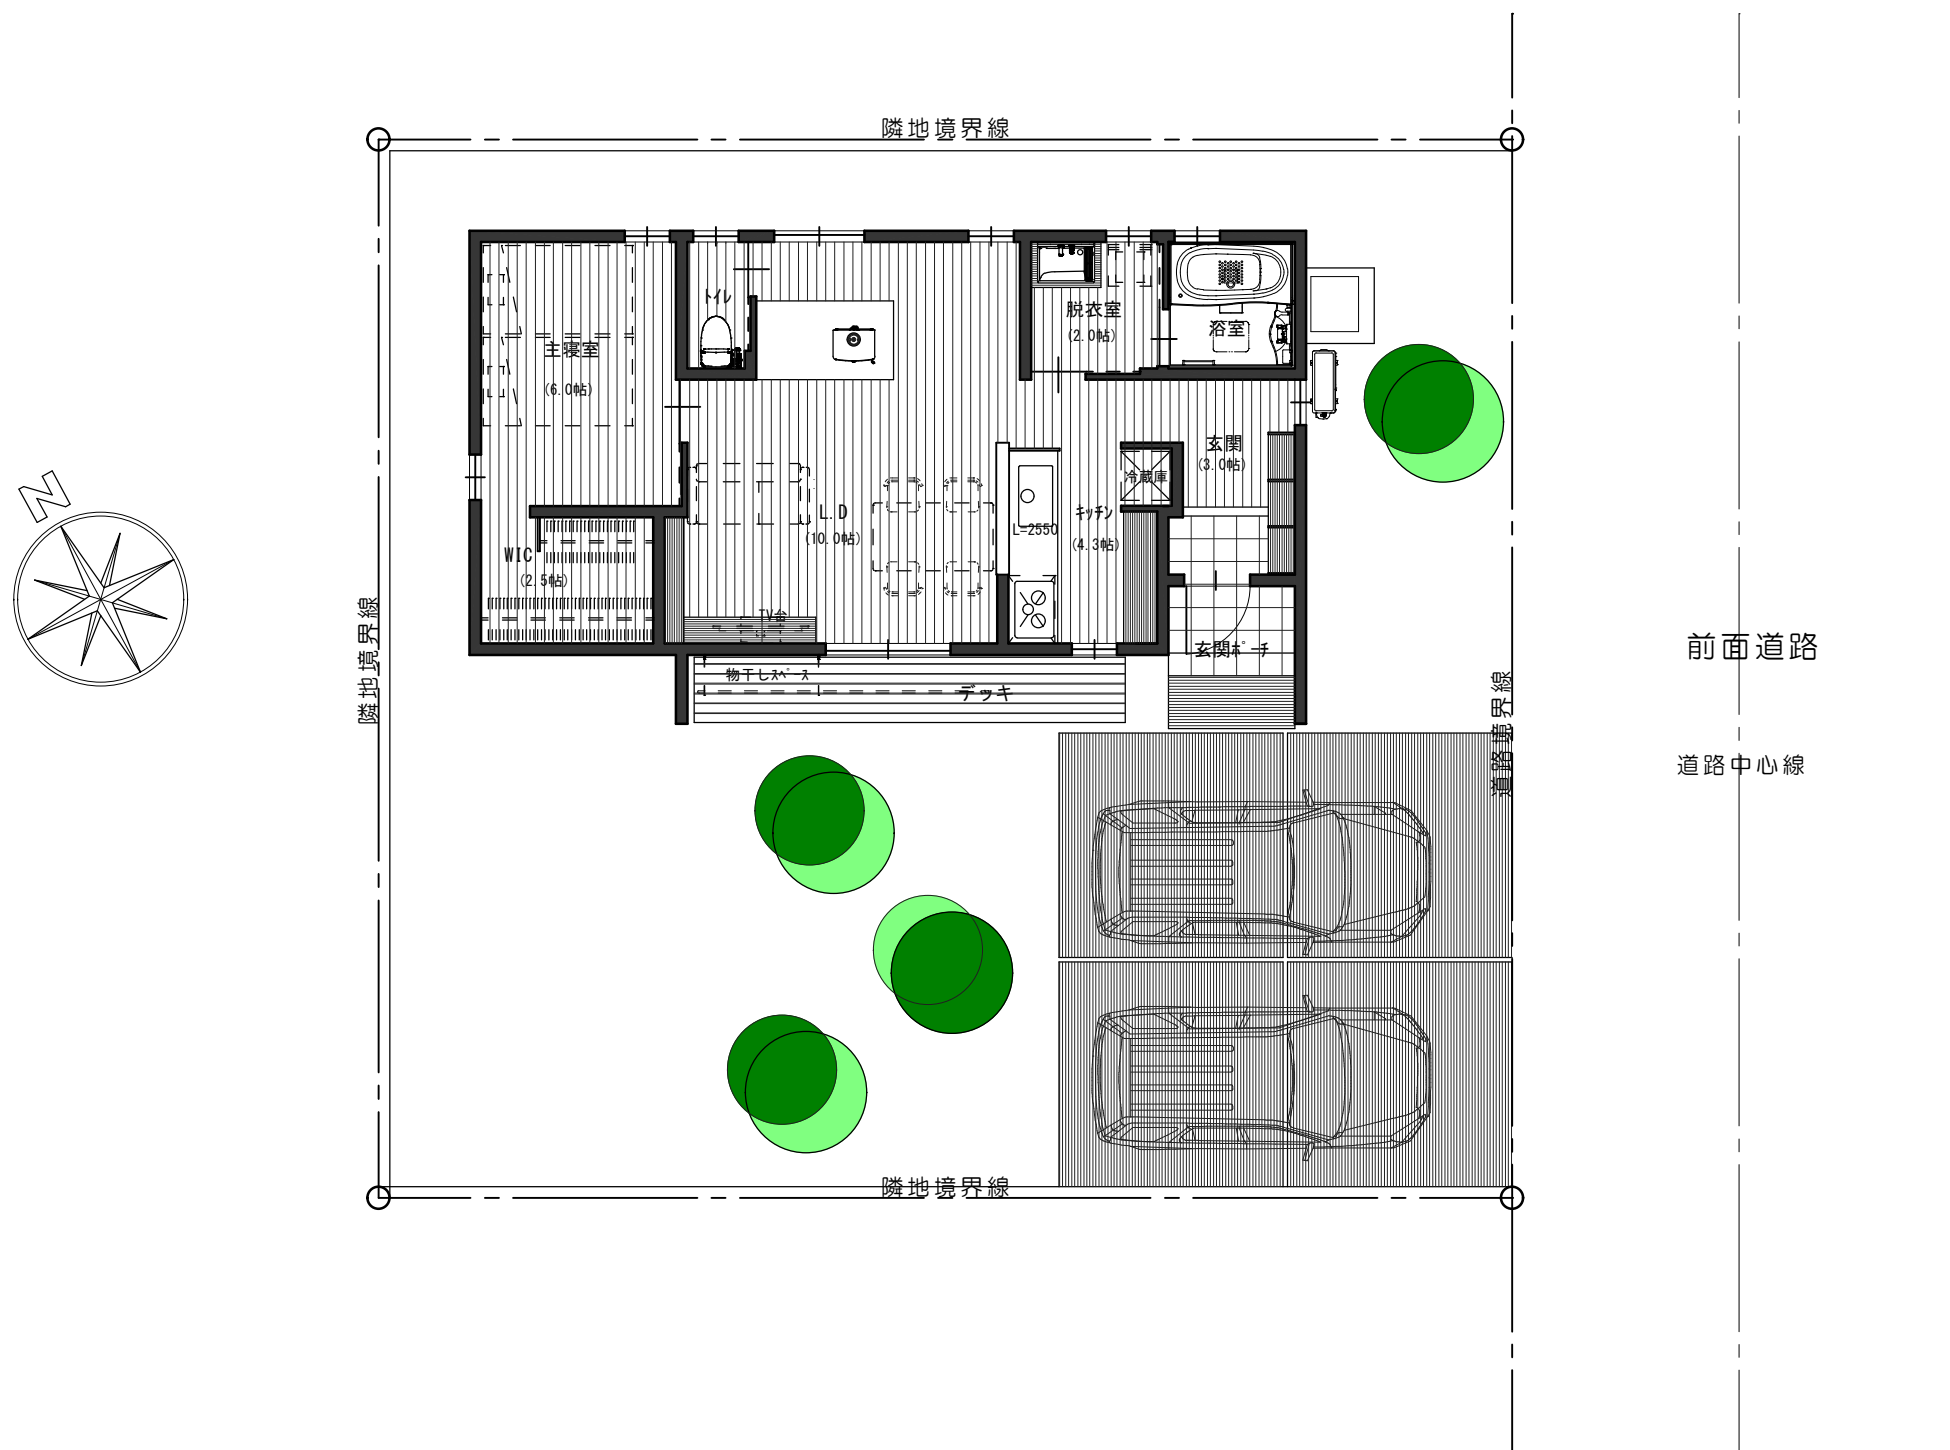 隣地境界線
トイレ
脱衣室
(2.0帖)
浴室
主寝室
(6.0帖)
玄関
(3.0帖)
冷蔵庫
N
L.D
(10.0帖)
L=2550
キッチン
(4.3帖)
WIC
(2.5帖)
TV台
隣地境界線
玄関ポーチ
物干しスペース
デッキ
前面道路
道路境界線
道路中心線
隣地境界線